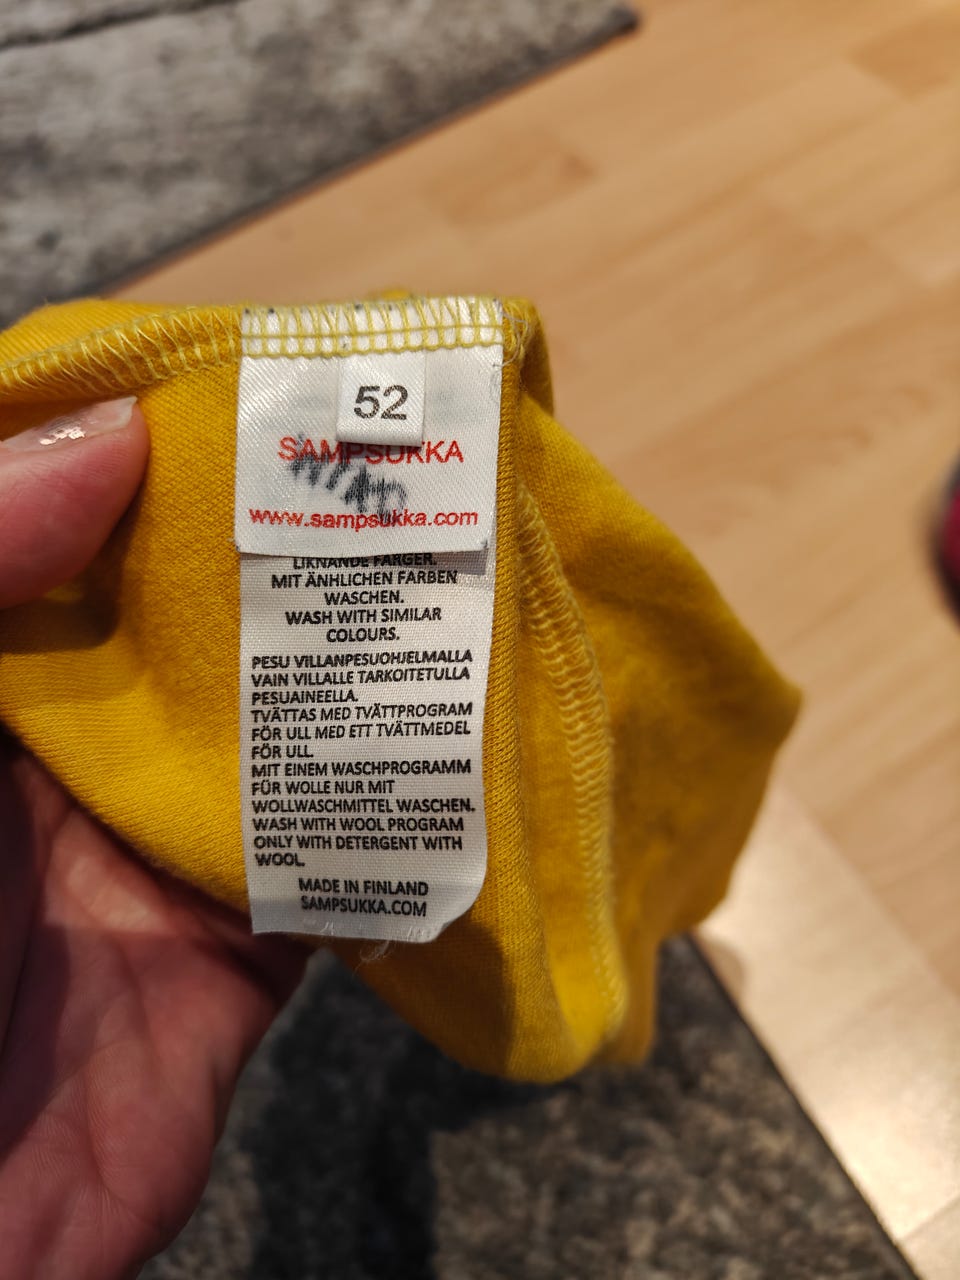 52
SAMPSUKKA
www.sampsukka.com
LIKNANDE FÄRGER.
MIT ÄNHLICHEN FARBEN
WASCHEN.
WASH WITH SIMILAR
COLOURS.
PESU VILLANPESUOHJELMALLA
VAIN VILLALLE TARKOITETULLA
PESUAINEELLA.
TVÄTTAS MED TVÄTTPROGRAM
FÖR ULL MED ETT TVÄTTMEDEL
FÖR ULL.
MIT EINEM WASCHPROGRAMM
FÜR WOLLE NUR MIT
WOLLWASCHMITTEL WASCHEN.
WASH WITH WOOL PROGRAM
ONLY WITH DETERGENT WITH
WOOL.
MADE IN FINLAND
SAMPSUKKA.COM